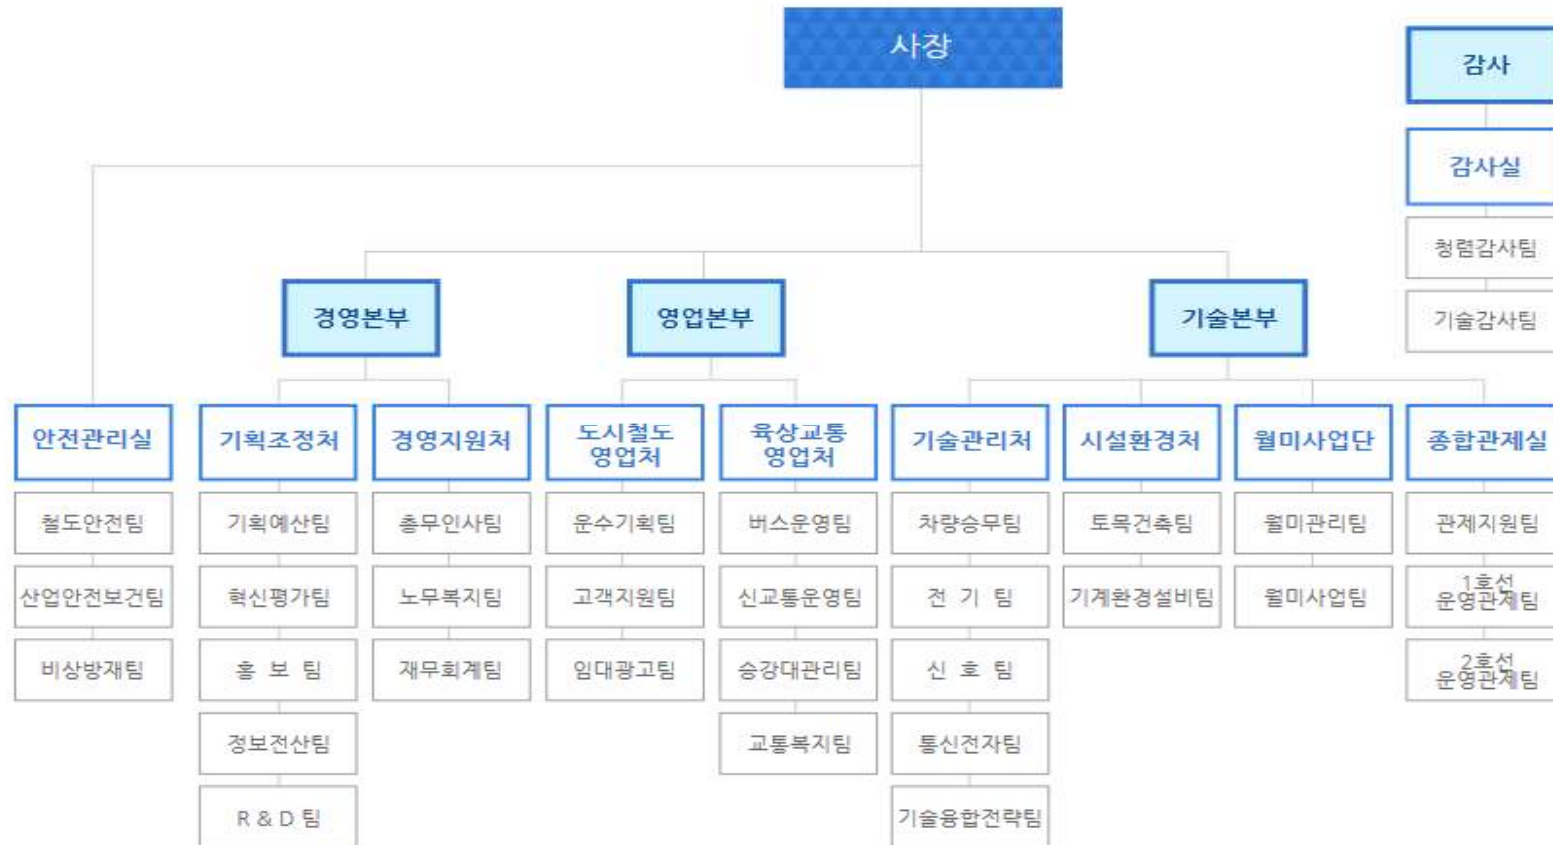 사장
감사
감사실
청렴감사팀
기술감사팀
경영본부
영업본부
기술본부
안전관리실
철도안전팀
산업안전보건팀
비상방재팀
기획조정처
기획예산팀
혁신평가팀
홍 보 팀
정보전산팀
R & D 팀
경영지원처
총무인사팀
노무복지팀
재무회계팀
도시철도
영업처
운수기획팀
고객지원팀
임대광고팀
육상교통
영업처
버스운영팀
신교통운영팀
승강대관리팀
교통복지팀
기술관리처
차량승무팀
전 기 팀
신 호 팀
통신전자팀
기술융합전략팀
시설환경처
토목건축팀
기계환경설비팀
월미사업단
월미관리팀
월미사업팀
종합관제실
관제지원팀
1호선
운영관제팀
2호선
운영관제팀